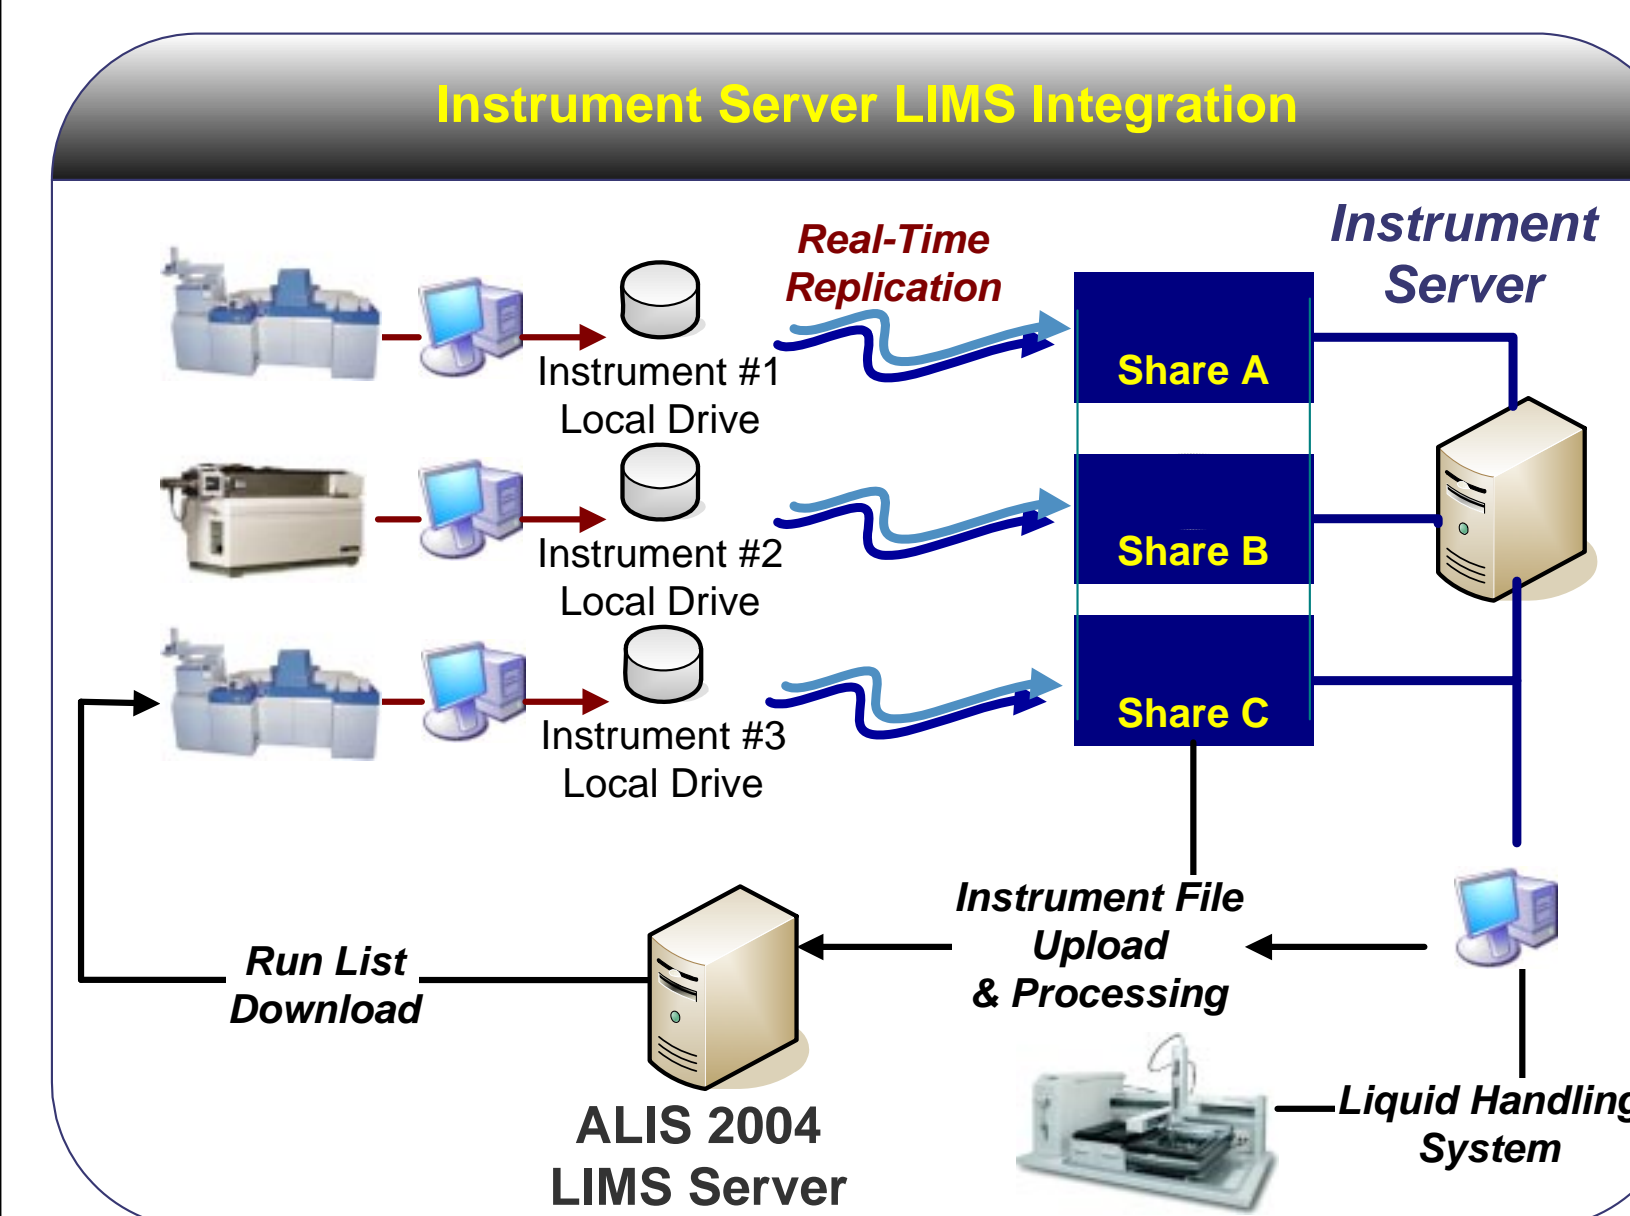 Instrument Server LIMS Integration
Real-Time
Replication
Instrument
Server
Instrument #1
Local Drive
Share A
Instrument #2
Local Drive
Share B
Instrument #3
Local Drive
Share C
Instrument File
Upload
& Processing
Run List
Download
Liquid Handling
System
ALIS 2004
LIMS Server